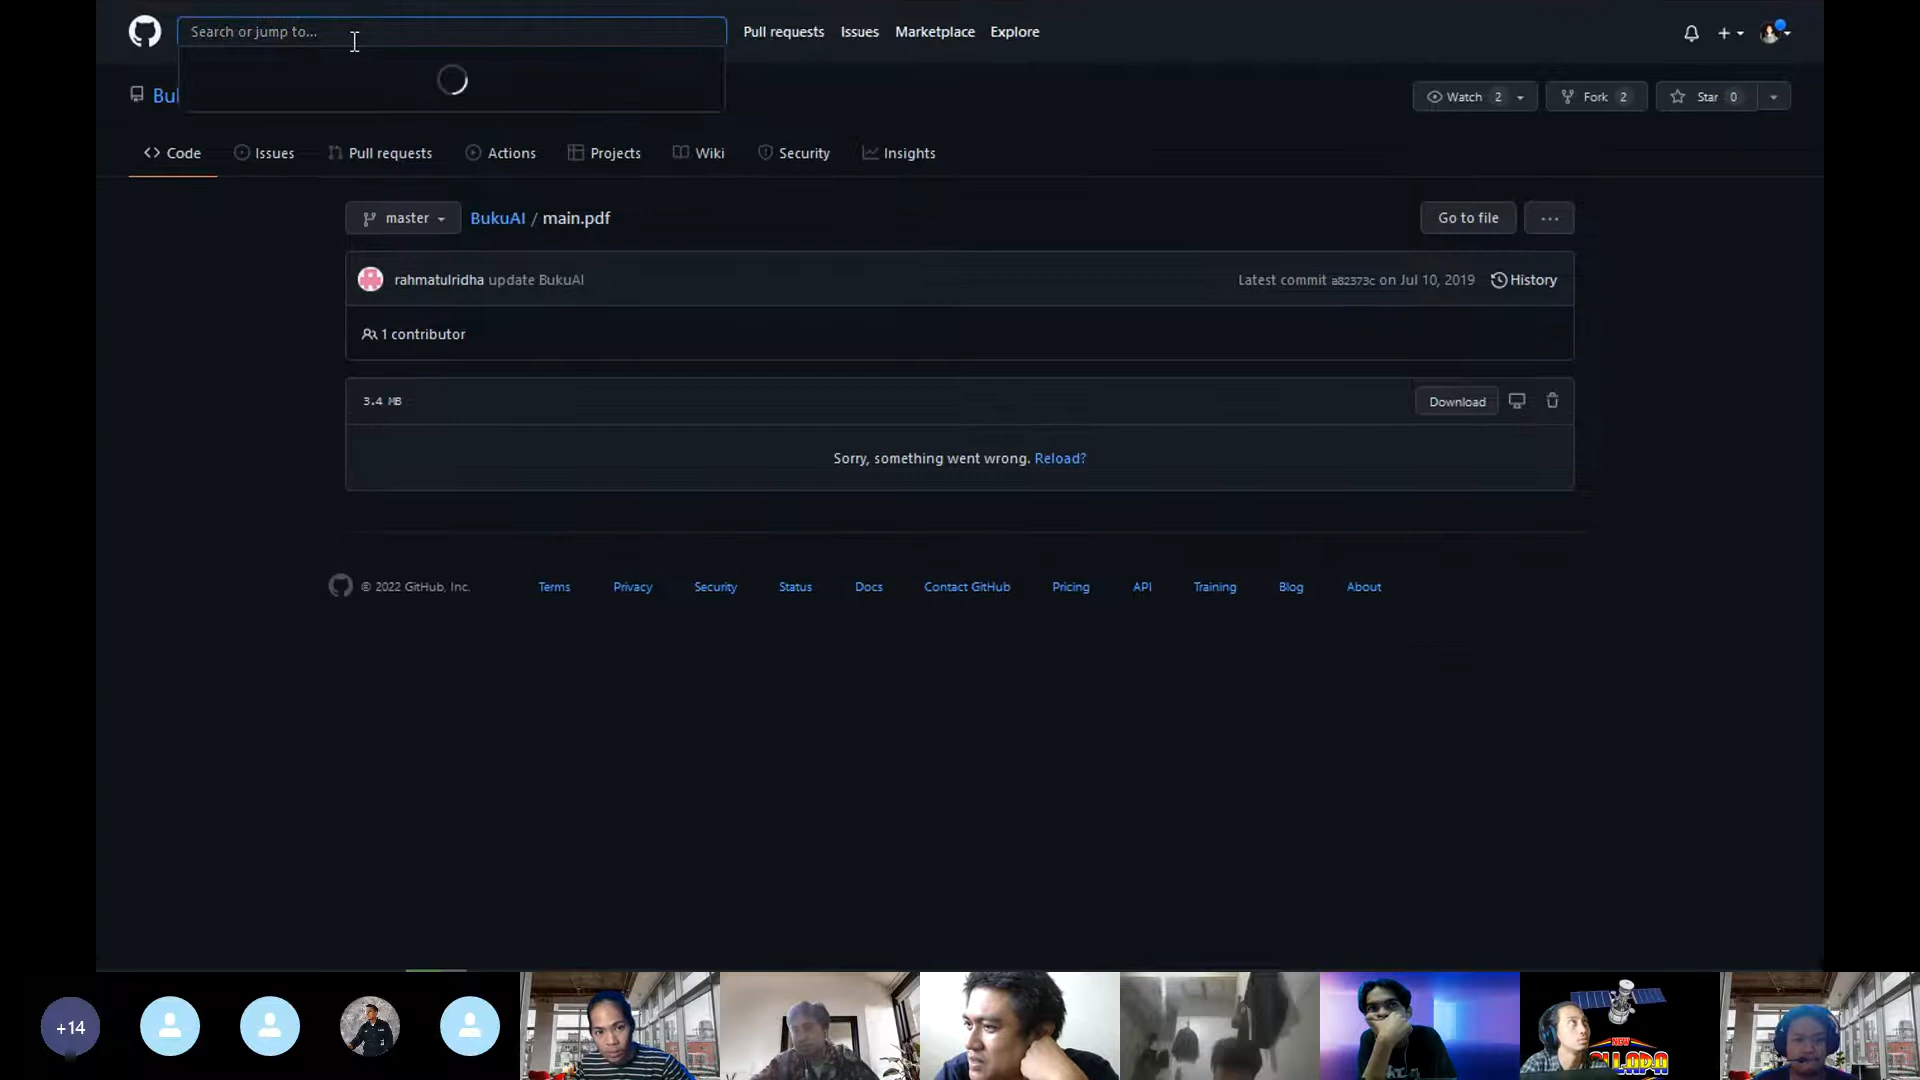 Search or jump to...
Pull requests Issues Marketplace Explore
Bu
Watch 2 Fork 2 Star 0
Code Issues Pull requests Actions Projects Wiki Security Insights
master BukuAI / main.pdf Go to file ...
rahmatulridha update BukuAI Latest commit a82373c on Jul 10, 2019 History
1 contributor
3.4 MB Download
Sorry, something went wrong. Reload?
© 2022 GitHub, Inc. Terms Privacy Security Status Docs Contact GitHub Pricing API Training Blog About
+14
NEW